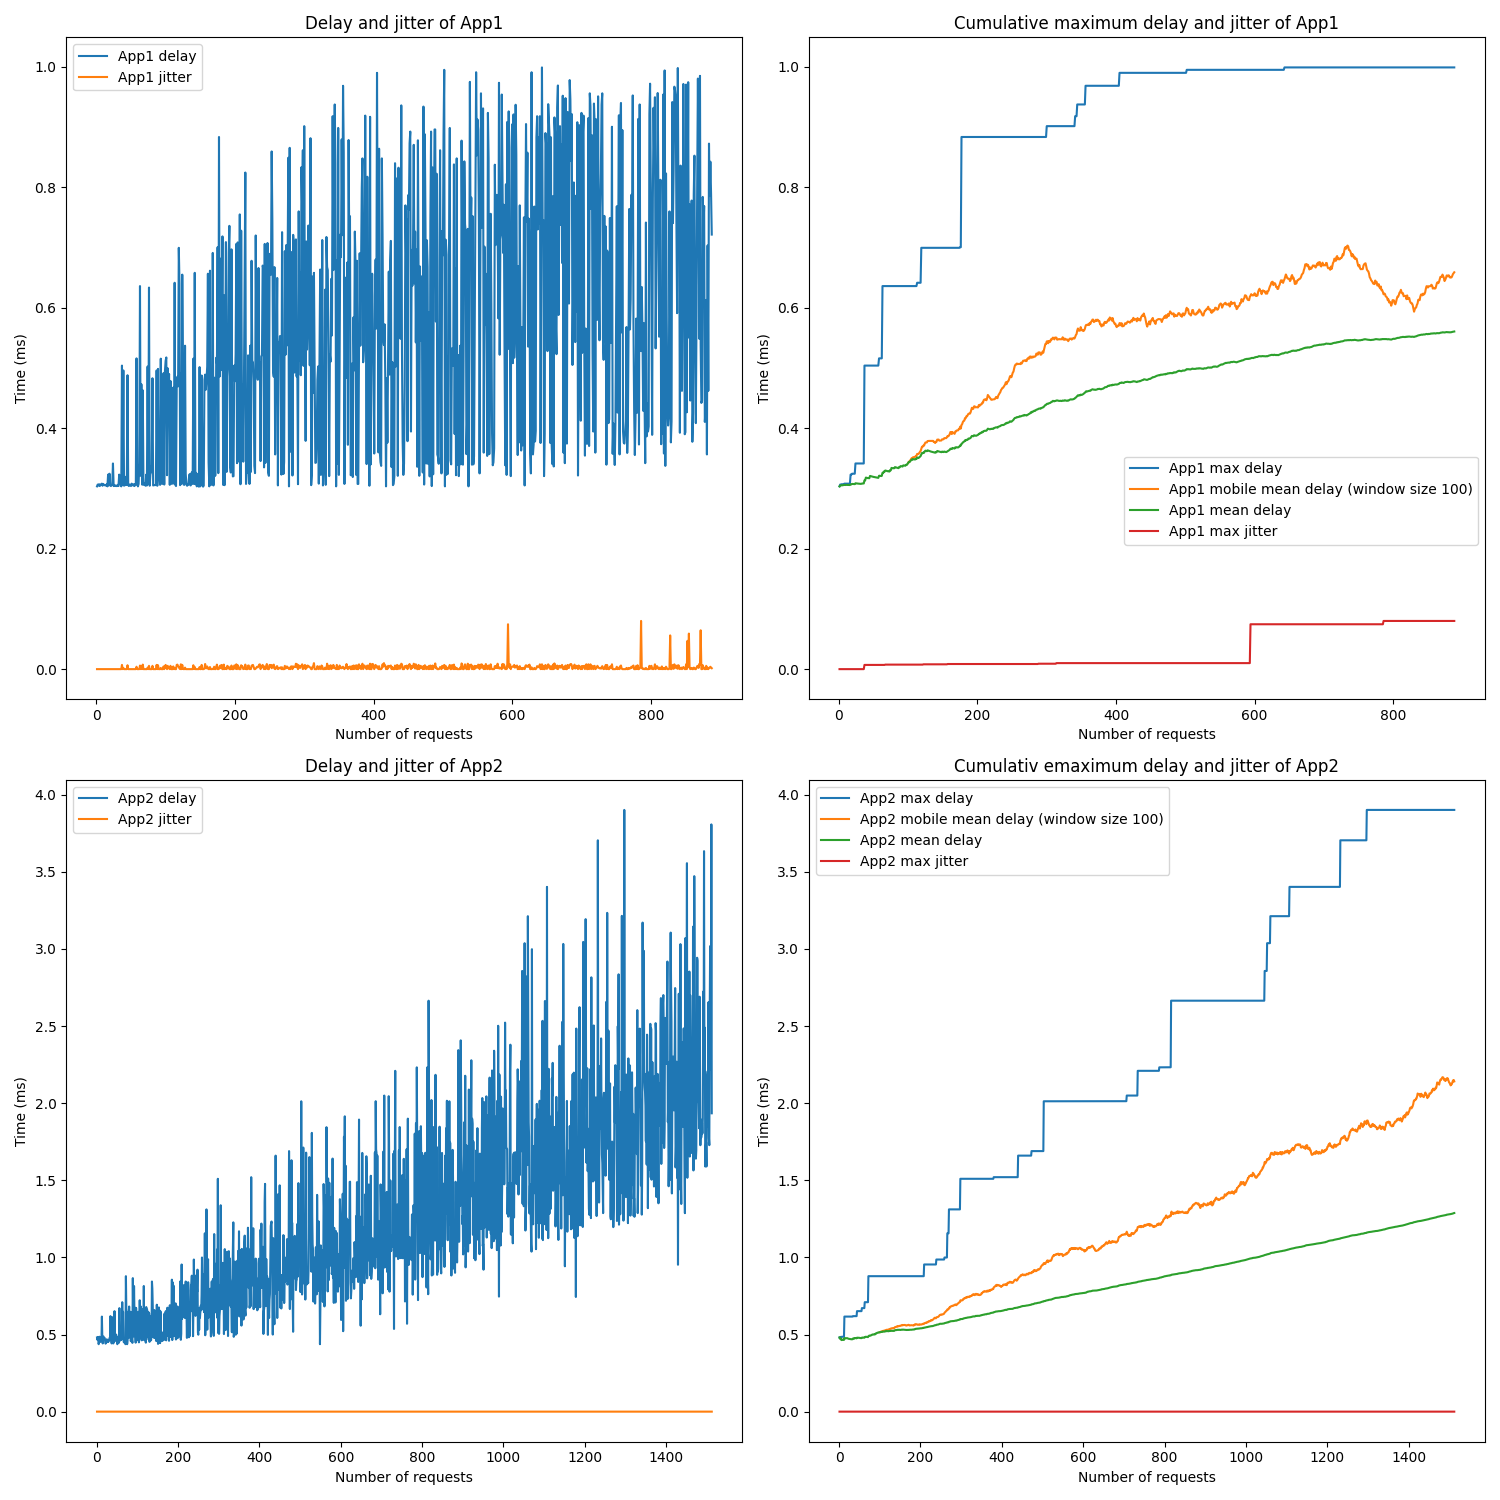 Delay and jitter of App1
App1 delay
App1 jitter
1.0
0.8
0.6
0.4
0.2
0.0
Time (ms)
0 200 400 600 800
Number of requests
Cumulative maximum delay and jitter of App1
1.0
0.8
0.6
0.4
0.2
0.0
Time (ms)
App1 max delay
App1 mobile mean delay (window size 100)
App1 mean delay
App1 max jitter
0 200 400 600 800
Number of requests
Delay and jitter of App2
App2 delay
App2 jitter
4.0
3.5
3.0
2.5
2.0
1.5
1.0
0.5
0.0
Time (ms)
0 200 400 600 800 1000 1200 1400
Number of requests
Cumulativ emaximum delay and jitter of App2
App2 max delay
App2 mobile mean delay (window size 100)
App2 mean delay
App2 max jitter
4.0
3.5
3.0
2.5
2.0
1.5
1.0
0.5
0.0
Time (ms)
0 200 400 600 800 1000 1200 1400
Number of requests